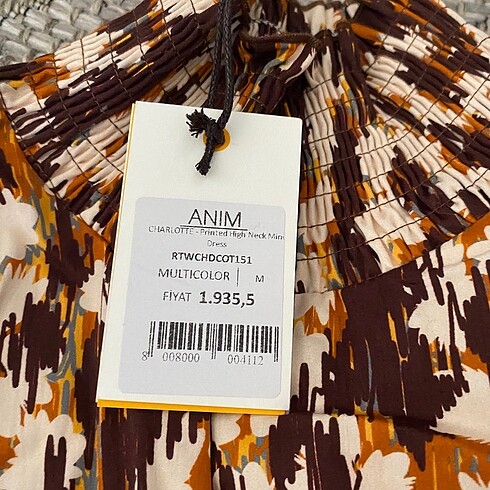 ANIM
CHARLOTTE - Printed High Neck Mini
Dress
RTWCHDCOT151
MULTICOLOR | M
FİYAT 1.935,5
8 008000 004112